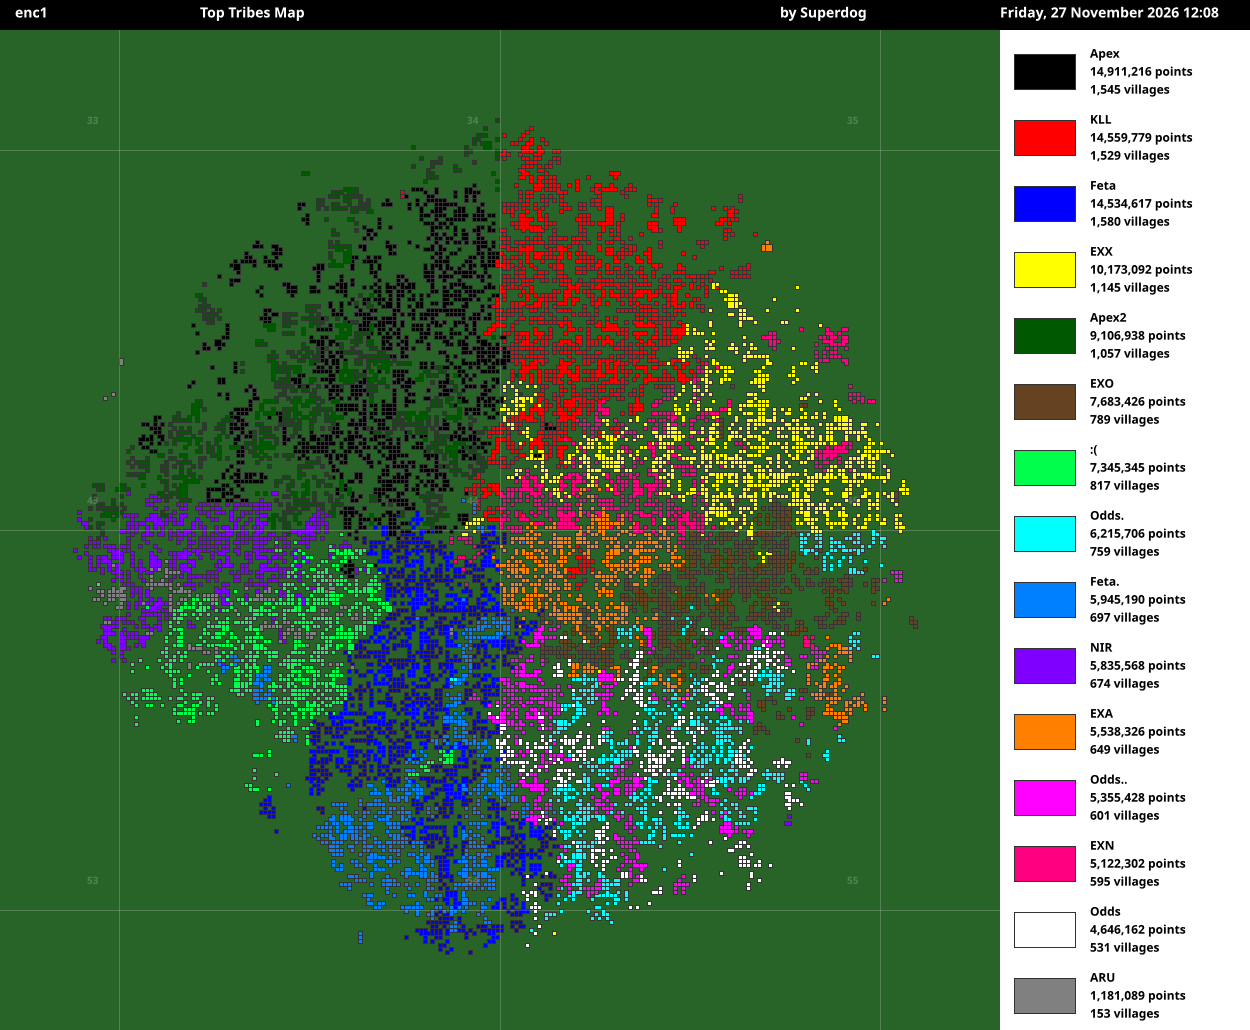 enc1 Top Tribes Map by Superdog Friday, 27 November 2026 12:08
33 34 35
43
53 55
Apex
14,911,216 points
1,545 villages
KLL
14,559,779 points
1,529 villages
Feta
14,534,617 points
1,580 villages
EXX
10,173,092 points
1,145 villages
Apex2
9,106,938 points
1,057 villages
EXO
7,683,426 points
789 villages
:(
7,345,345 points
817 villages
Odds.
6,215,706 points
759 villages
Feta.
5,945,190 points
697 villages
NIR
5,835,568 points
674 villages
EXA
5,538,326 points
649 villages
Odds..
5,355,428 points
601 villages
EXN
5,122,302 points
595 villages
Odds
4,646,162 points
531 villages
ARU
1,181,089 points
153 villages